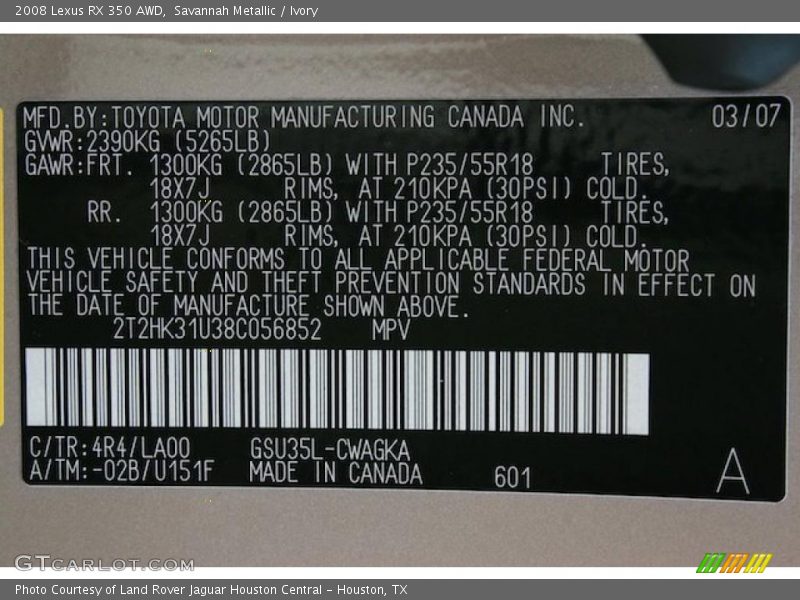 2008 Lexus RX 350 AWD, Savannah Metallic / Ivory
MFD.BY:TOYOTA MOTOR MANUFACTURING CANADA INC. 03/07
GVWR:2390KG (5265LB)
GAWR:FRT. 1300KG (2865LB) WITH P235/55R18 TIRES,
18X7J RIMS, AT 210KPA (30PSI) COLD.
RR. 1300KG (2865LB) WITH P235/55R18 TIRES,
18X7J RIMS, AT 210KPA (30PSI) COLD.
THIS VEHICLE CONFORMS TO ALL APPLICABLE FEDERAL MOTOR
VEHICLE SAFETY AND THEFT PREVENTION STANDARDS IN EFFECT ON
THE DATE OF MANUFACTURE SHOWN ABOVE.
2T2HK31U38C056852 MPV
C/TR:4R4/LA00 GSU35L-CWAGKA
A/TM:-02B/U151F MADE IN CANADA 601 A
GTCARLOT.COM
Photo Courtesy of Land Rover Jaguar Houston Central - Houston, TX